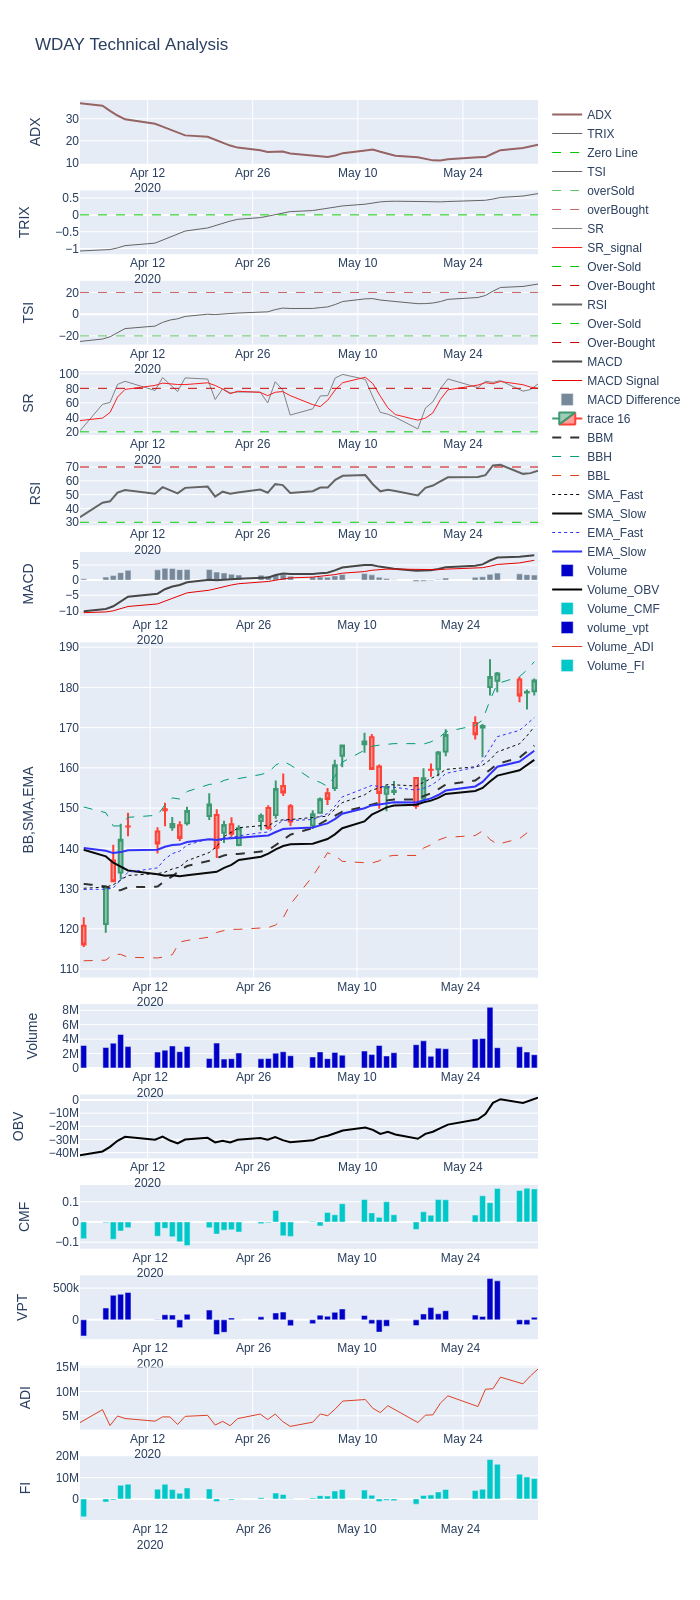 WDAY Technical Analysis
ADX
30
20
10
Apr 12
2020
Apr 26
May 10
May 24
TRIX
0.5
0
−0.5
−1
Apr 12
2020
Apr 26
May 10
May 24
TSI
20
0
−20
Apr 12
2020
Apr 26
May 10
May 24
SR
100
80
60
40
20
Apr 12
2020
Apr 26
May 10
May 24
RSI
70
60
50
40
30
Apr 12
2020
Apr 26
May 10
May 24
MACD
5
0
−5
−10
Apr 12
2020
Apr 26
May 10
May 24
BB,SMA,EMA
190
180
170
160
150
140
130
120
110
Apr 12
2020
Apr 26
May 10
May 24
Volume
8M
6M
4M
2M
0
Apr 12
2020
Apr 26
May 10
May 24
OBV
0
−10M
−20M
−30M
−40M
Apr 12
2020
Apr 26
May 10
May 24
CMF
0.1
0
−0.1
Apr 12
2020
Apr 26
May 10
May 24
VPT
500k
0
Apr 12
2020
Apr 26
May 10
May 24
ADI
15M
10M
5M
Apr 12
2020
Apr 26
May 10
May 24
FI
20M
10M
0
Apr 12
2020
Apr 26
May 10
May 24
ADX
TRIX
Zero Line
TSI
overSold
overBought
SR
SR_signal
Over-Sold
Over-Bought
RSI
Over-Sold
Over-Bought
MACD
MACD Signal
MACD Difference
trace 16
BBM
BBH
BBL
SMA_Fast
SMA_Slow
EMA_Fast
EMA_Slow
Volume
Volume_OBV
Volume_CMF
volume_vpt
Volume_ADI
Volume_FI